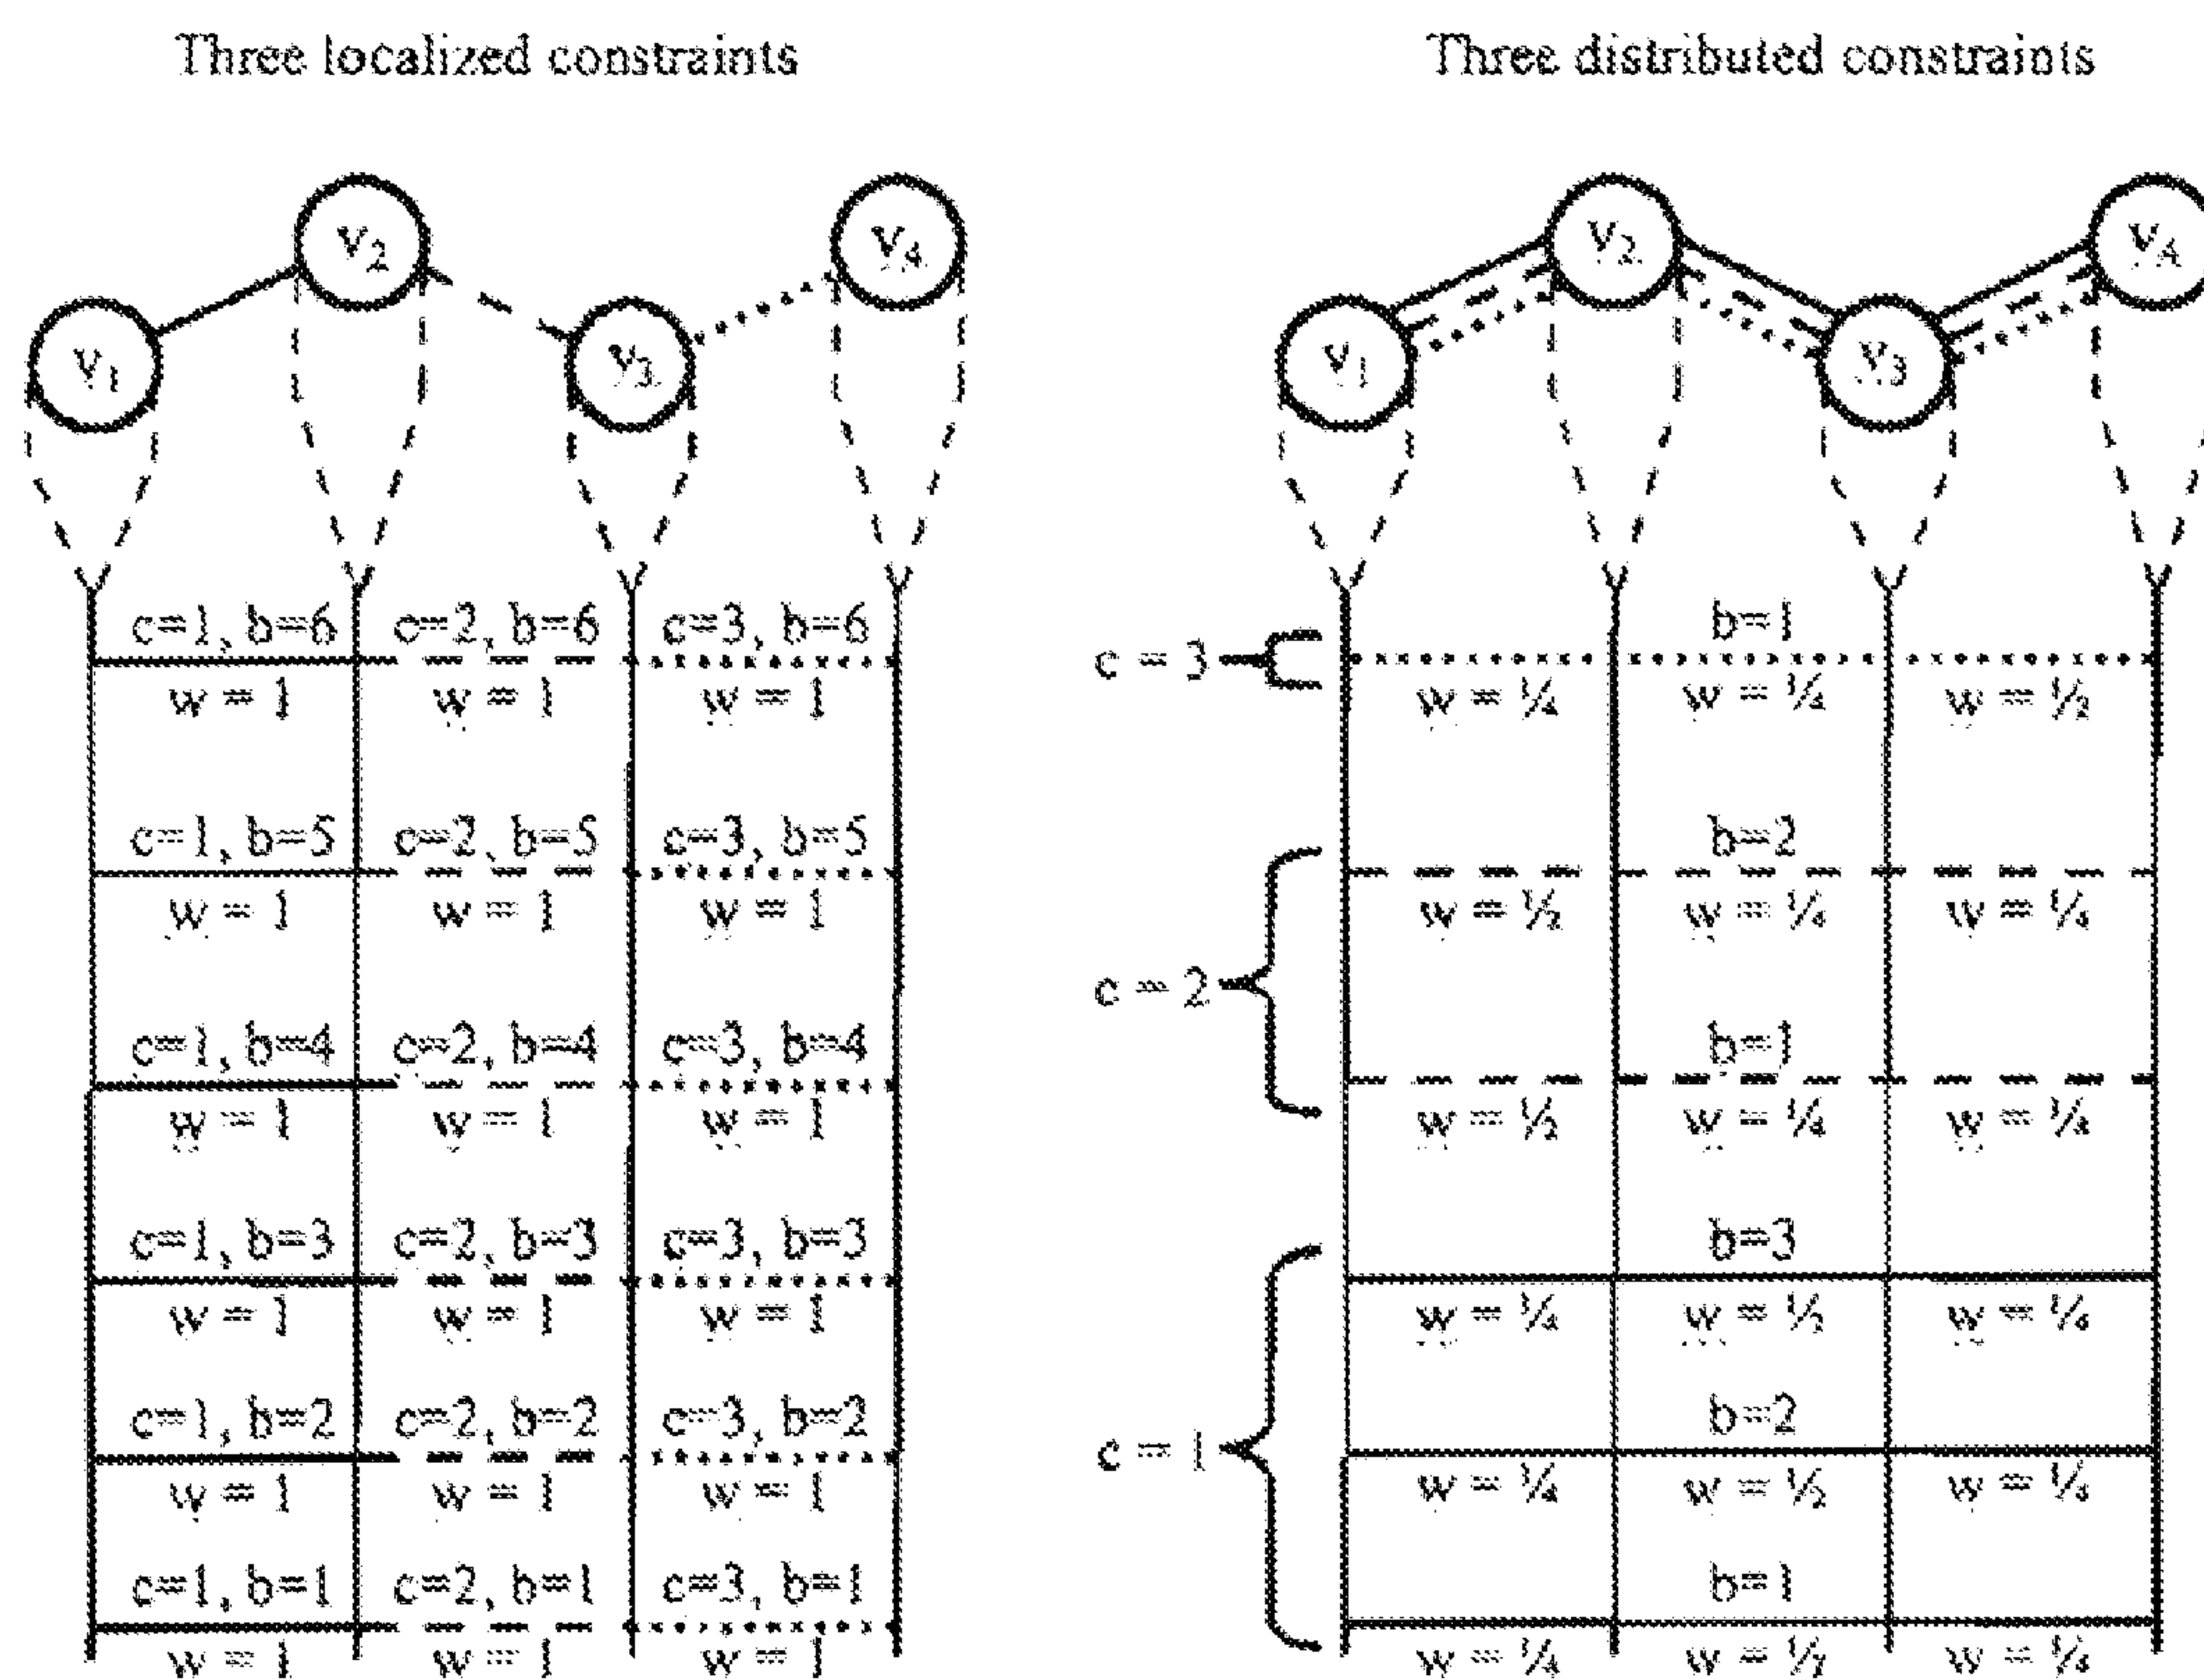 Three localized constraints
v1
v2
v3
v4
c=1, b=6 c=2, b=6 c=3, b=6
w = 1 w = 1 w = 1
c=1, b=5 c=2, b=5 c=3, b=5
w = 1 w = 1 w = 1
c=1, b=4 c=2, b=4 c=3, b=4
w = 1 w = 1 w = 1
c=1, b=3 c=2, b=3 c=3, b=3
w = 1 w = 1 w = 1
c=1, b=2 c=2, b=2 c=3, b=2
w = 1 w = 1 w = 1
c=1, b=1 c=2, b=1 c=3, b=1
w = 1 w = 1 w = 1
Three distributed constraints
v1
v2
v3
v4
c = 3
b=1
w = ¼ w = ¼ w = ½
c = 2
b=2
w = ½ w = ¼ w = ¼
b=1
w = ½ w = ¼ w = ¼
c = 1
b=3
w = ¼ w = ½ w = ¼
b=2
w = ¼ w = ½ w = ¼
b=1
w = ¼ w = ½ w = ¼